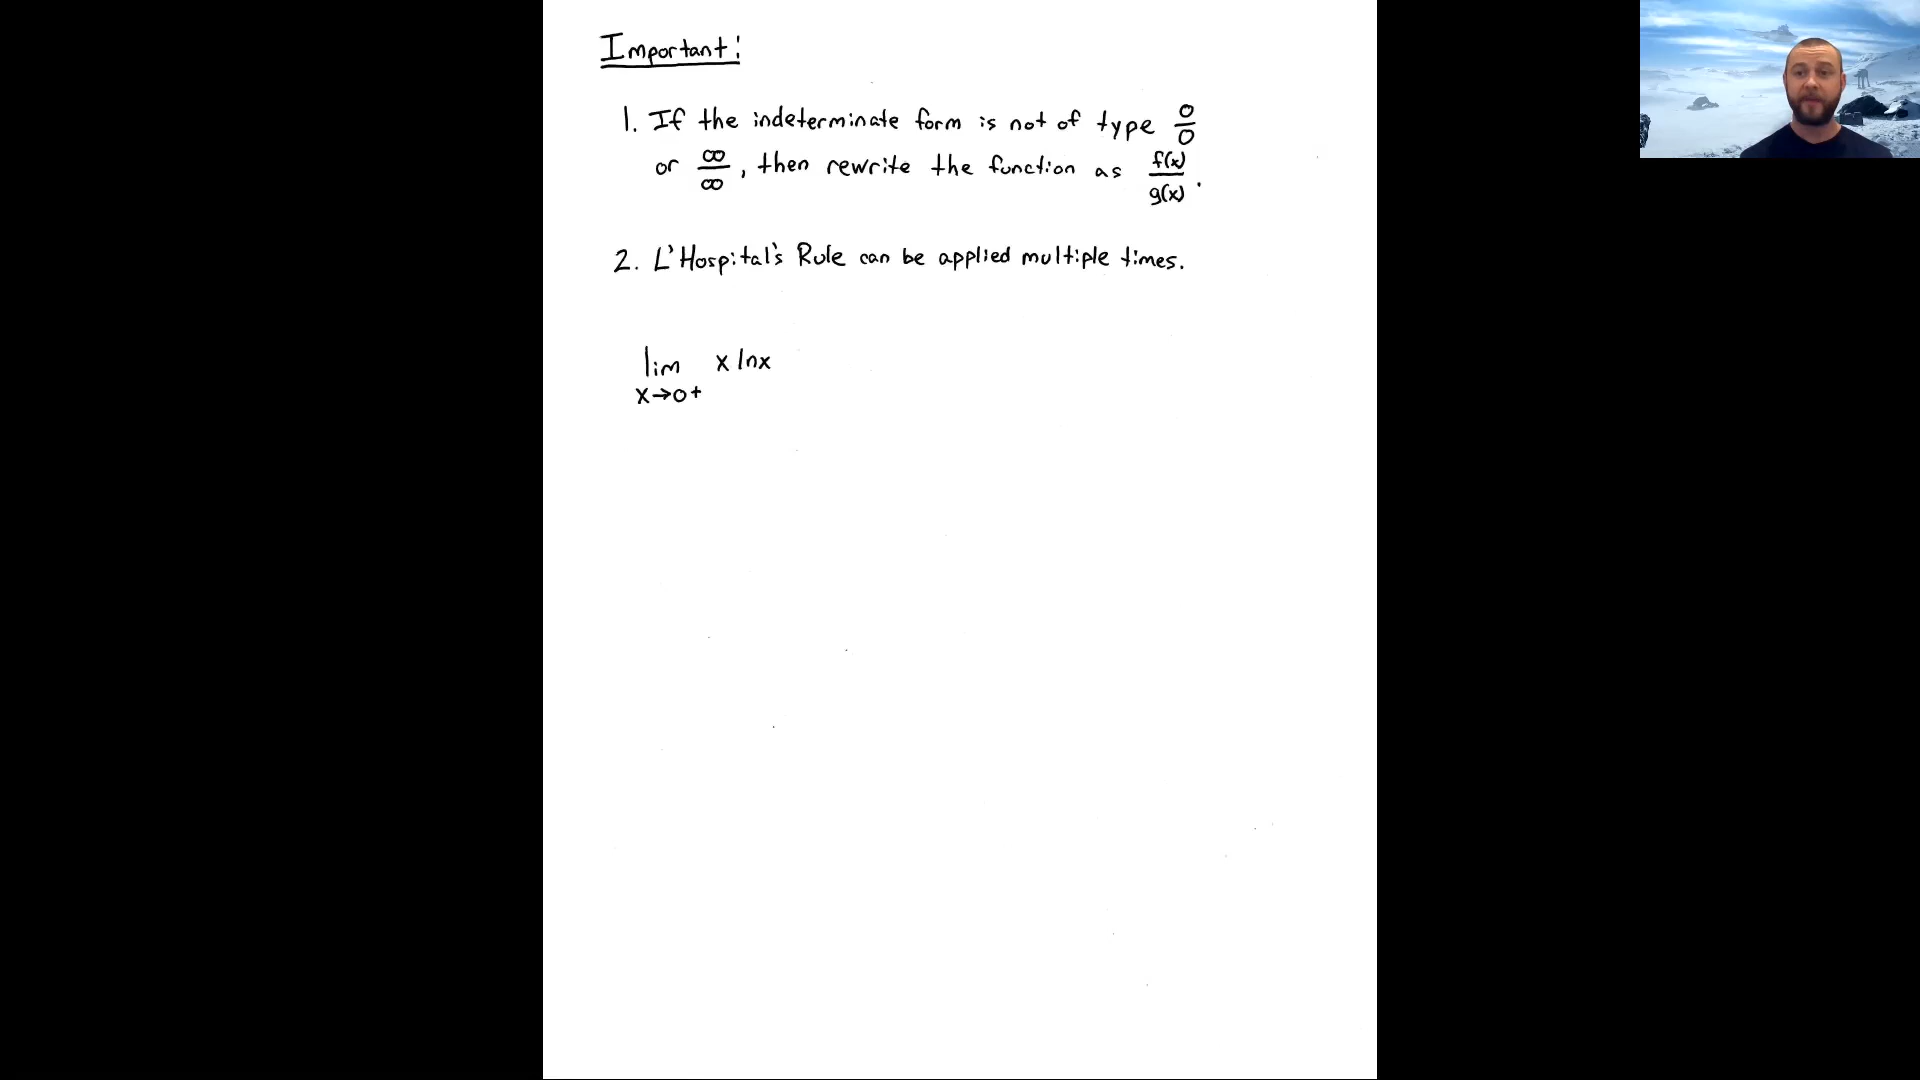 Important:
1. If the indeterminate form is not of type 0/0
or ∞/∞, then rewrite the function as f(x)/g(x).
2. L'Hospital's Rule can be applied multiple times.
lim x lnx
x→0+